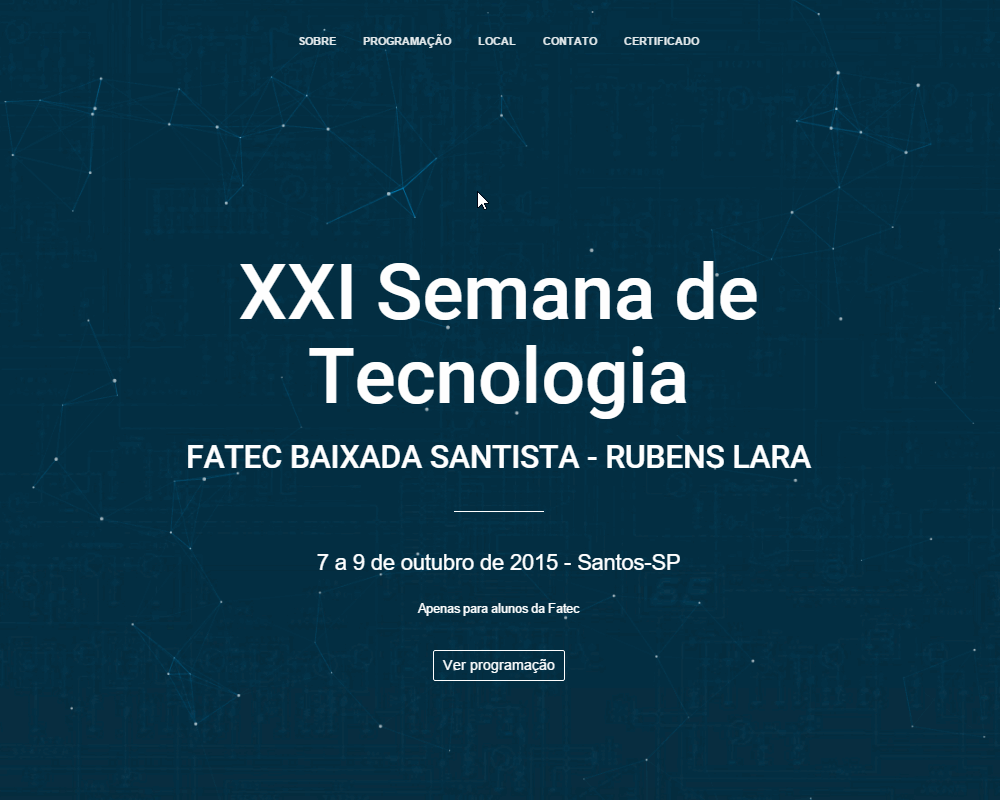 SOBRE PROGRAMAÇÃO LOCAL CONTATO CERTIFICADO
XXI Semana de
Tecnologia
FATEC BAIXADA SANTISTA - RUBENS LARA
7 a 9 de outubro de 2015 - Santos-SP
Apenas para alunos da Fatec
Ver programação